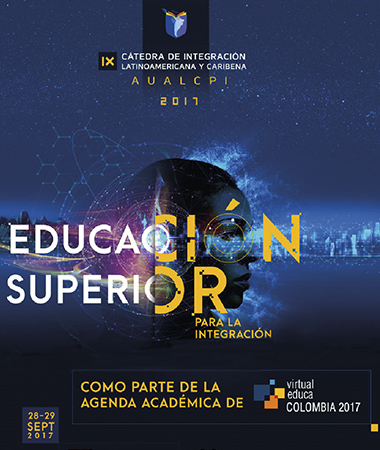 IX CÁTEDRA DE INTEGRACIÓN
LATINOAMERICANA Y CARIBEÑA
AUALCPI
2017
EDUCACIÓN
SUPERIOR
PARA LA
INTEGRACIÓN
COMO PARTE DE LA
AGENDA ACADÉMICA DE
virtual
educa
COLOMBIA 2017
28-29
SEPT
2017